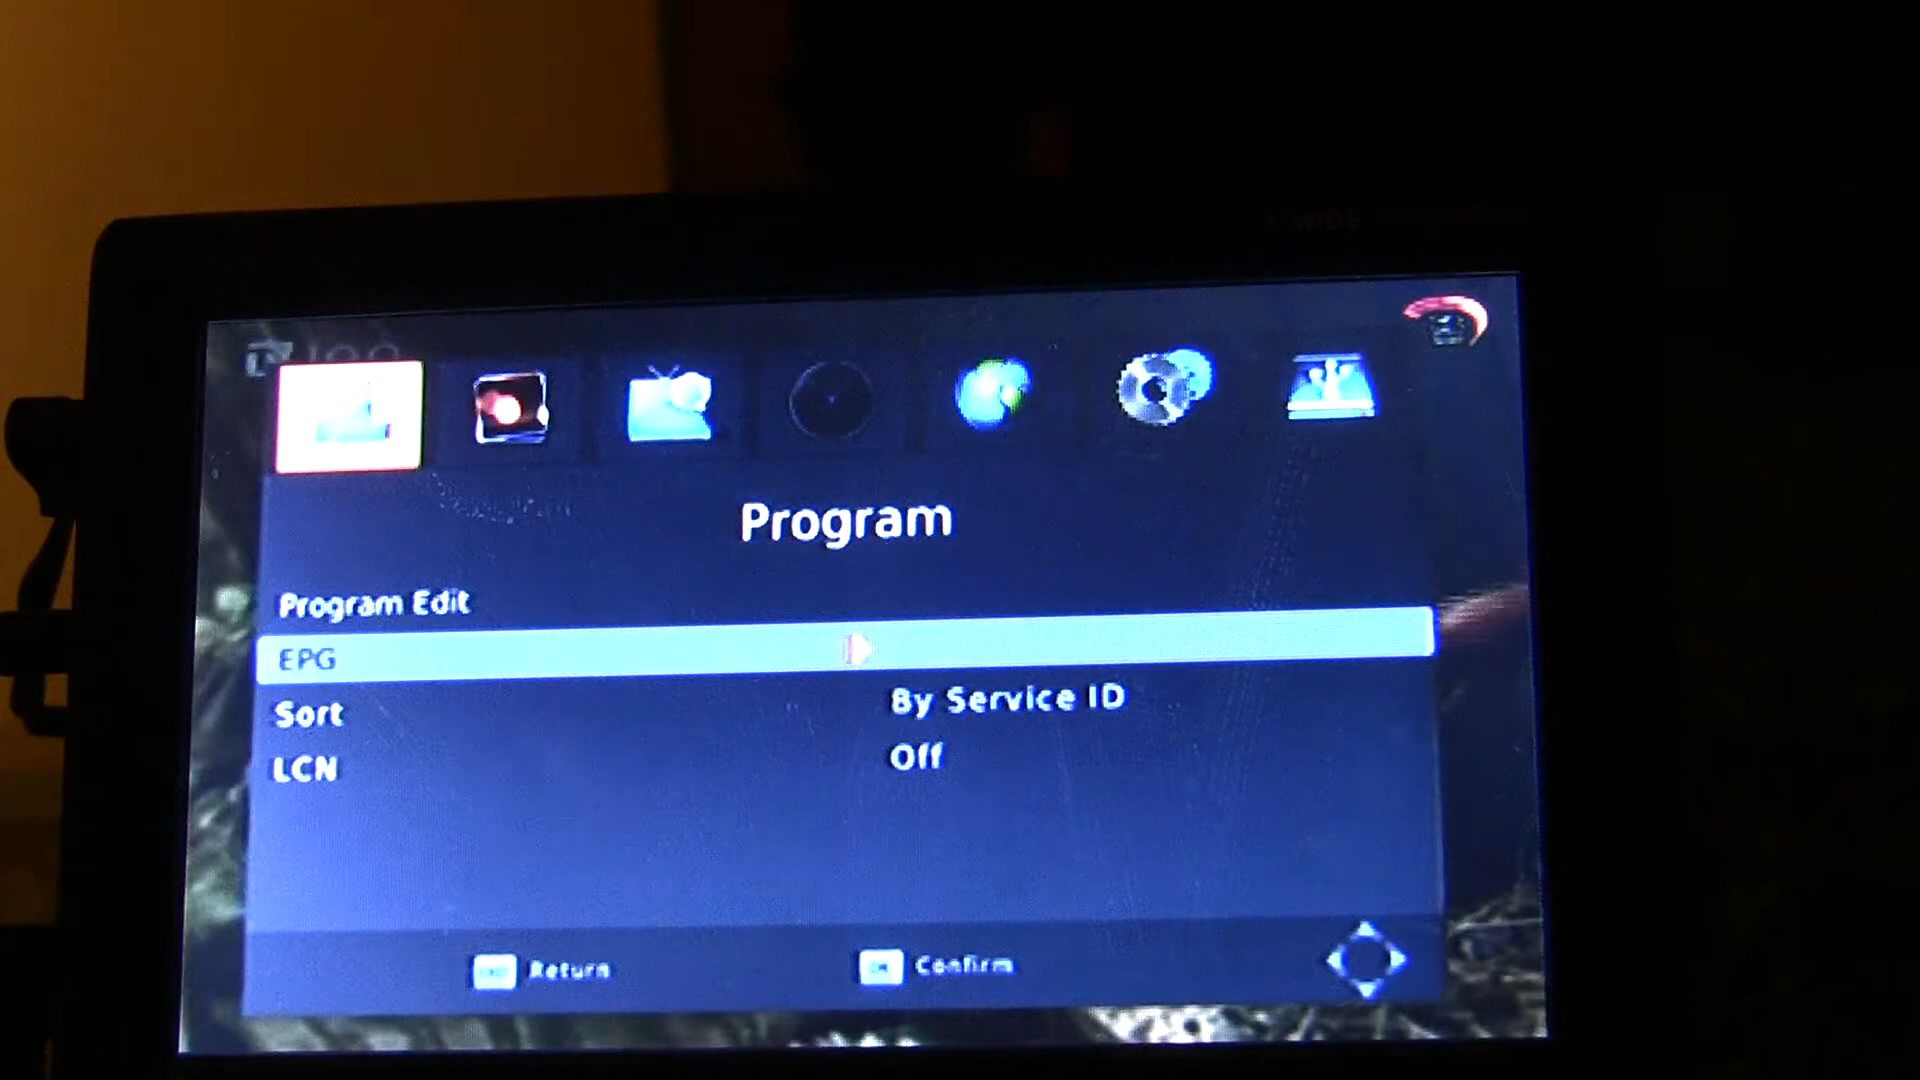 Program
Program Edit
EPG
Sort By Service ID
LCN Off
Return Confirm